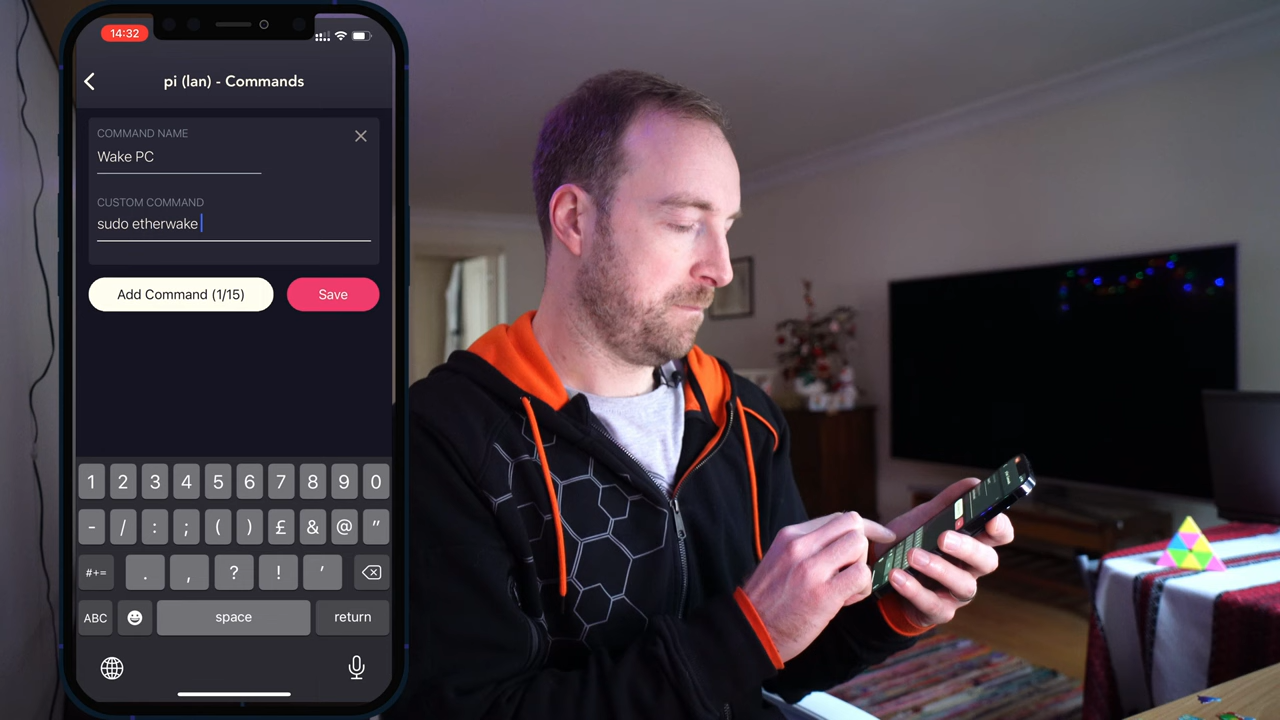 14:32
pi (lan) - Commands
COMMAND NAME
Wake PC
CUSTOM COMMAND
sudo etherwake
Add Command (1/15) Save
1 2 3 4 5 6 7 8 9 0
- / : ; ( ) £ & @ "
#+= . , ? ! '
ABC space return